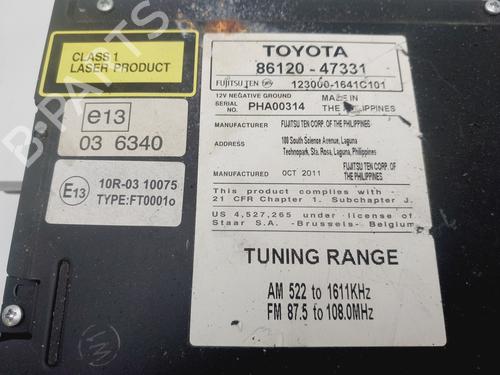 CLASS 1
LASER PRODUCT
e13
03 6340
E13
10R-03 10075
TYPE:FT0001o
TOYOTA
86120 - 47331
FUJITSU TEN
123000-1641C101
12V NEGATIVE GROUND
SERIAL NO. PHA00314
MADE IN THE PHILIPPINES
MANUFACTURER FUJITSU TEN CORP. OF THE PHILIPPINES
ADDRESS 108 South Science Avenue, Laguna
Technopark, Sta. Rosa, Laguna, Philippines
MANUFACTURED OCT 2011 FUJITSU TEN CORP. OF THE PHILIPPINES
This product complies with
21 CFR Chapter 1. Subchapter J.
US 4,527,265 under license of
Staar S.A. -Brussels- Belgium
TUNING RANGE
AM 522 to 1611KHz
FM 87.5 to 108.0MHz
B-PARTS